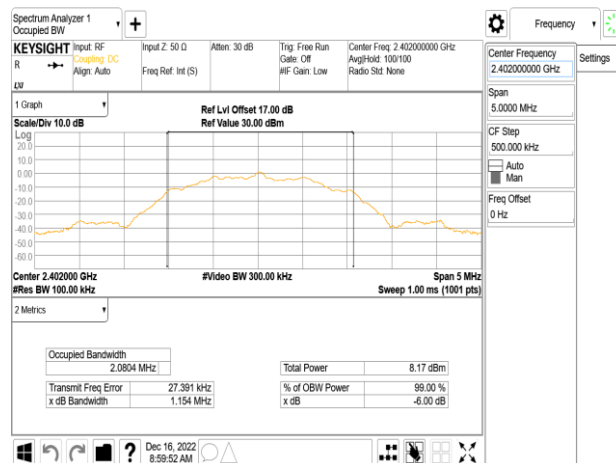 Spectrum Analyzer 1
Occupied BW
Frequency
KEYSIGHT
R
Input: RF
Coupling: DC
Align: Auto
Input Z: 50 Ω
Freq Ref: Int (S)
Atten: 30 dB
Trig: Free Run
Gate: Off
#IF Gain: Low
Center Freq: 2.402000000 GHz
Avg|Hold: 100/100
Radio Std: None
Center Frequency
2.402000000 GHz
Settings
Span
5.0000 MHz
CF Step
500.000 kHz
Auto
Man
Freq Offset
0 Hz
1 Graph
Scale/Div 10.0 dB
Ref Lvl Offset 17.00 dB
Ref Value 30.00 dBm
Log
20.0
10.0
0.00
-10.0
-20.0
-30.0
-40.0
-50.0
-60.0
Center 2.402000 GHz
#Res BW 100.00 kHz
#Video BW 300.00 kHz
Span 5 MHz
Sweep 1.00 ms (1001 pts)
2 Metrics
Occupied Bandwidth
2.0804 MHz
Transmit Freq Error 27.391 kHz
x dB Bandwidth 1.154 MHz
Total Power 8.17 dBm
% of OBW Power 99.00 %
x dB -6.00 dB
?
Dec 16, 2022
8:59:52 AM